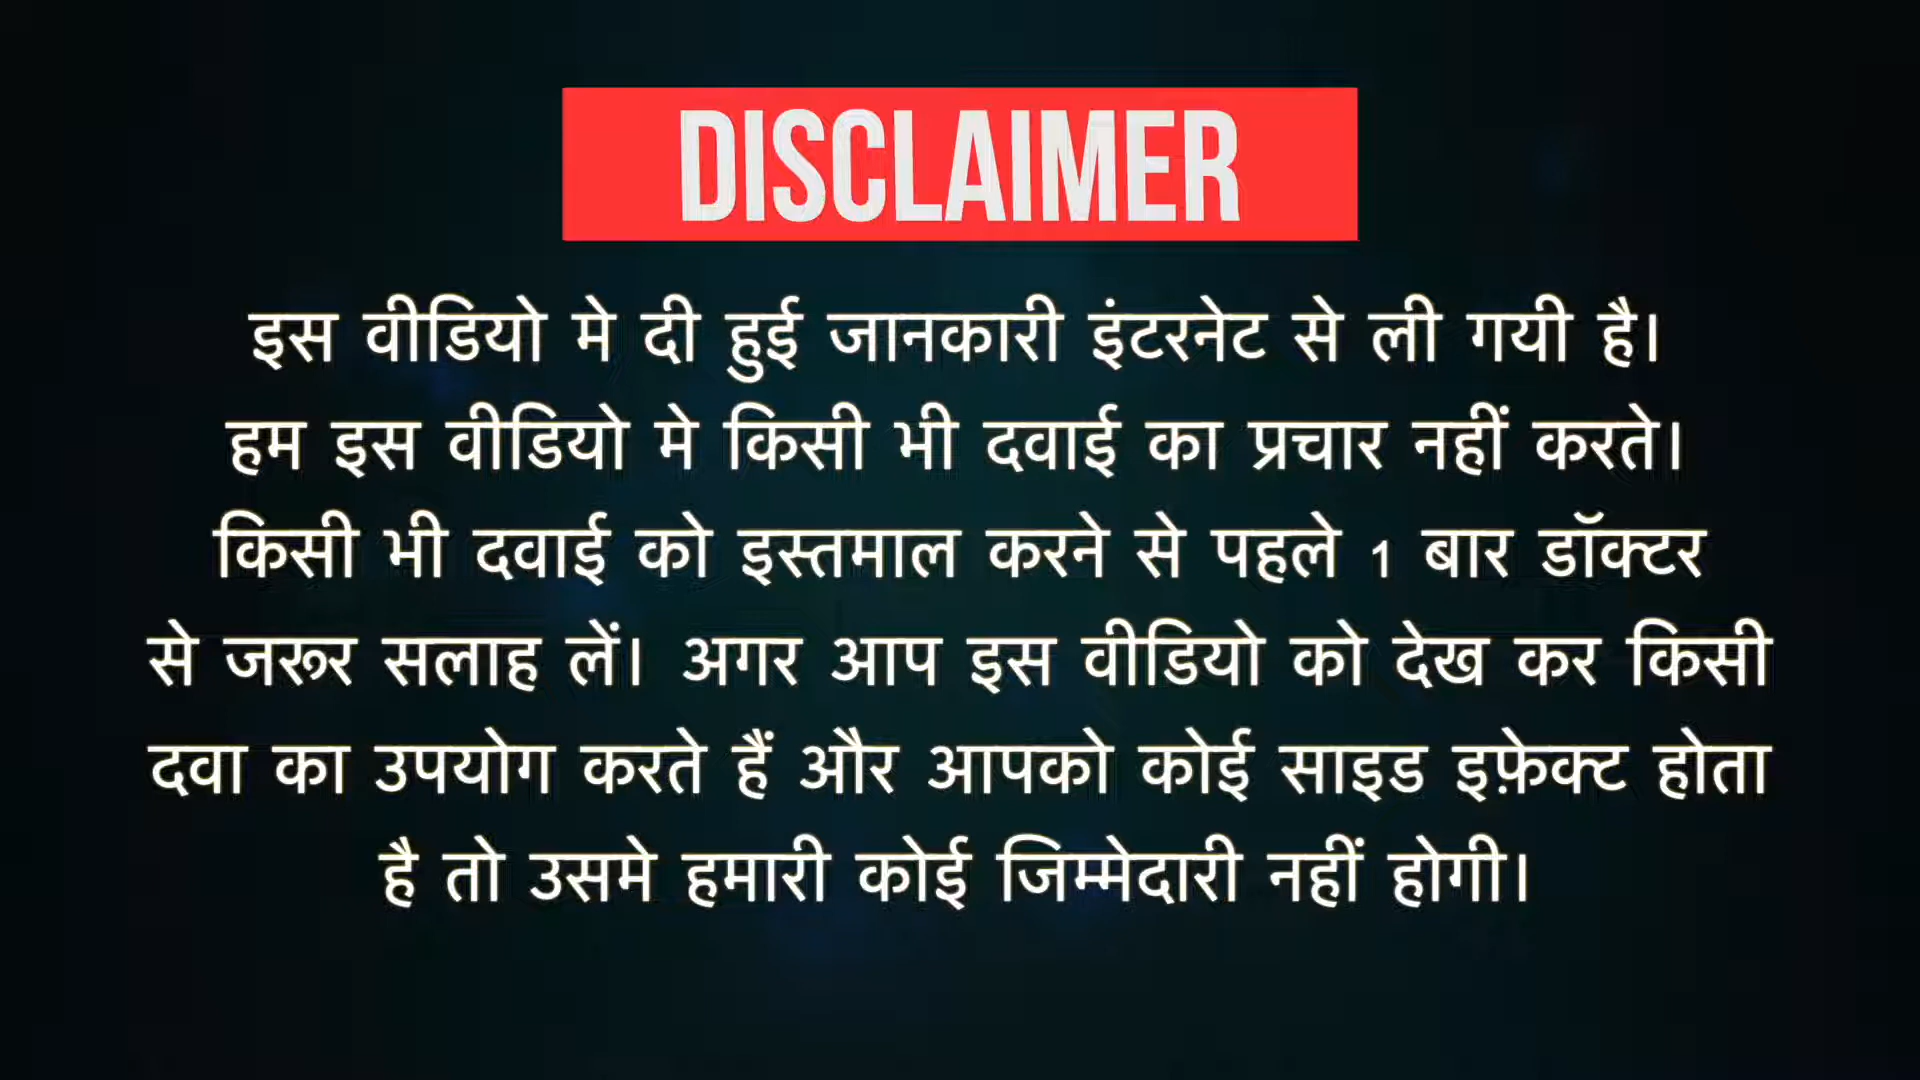 DISCLAIMER
इस वीडियो मे दी हुई जानकारी इंटरनेट से ली गयी है।
हम इस वीडियो मे किसी भी दवाई का प्रचार नहीं करते।
किसी भी दवाई को इस्तमाल करने से पहले 1 बार डॉक्टर
से जरूर सलाह लें। अगर आप इस वीडियो को देख कर किसी
दवा का उपयोग करते हैं और आपको कोई साइड इफ़ेक्ट होता
है तो उसमे हमारी कोई जिम्मेदारी नहीं होगी।